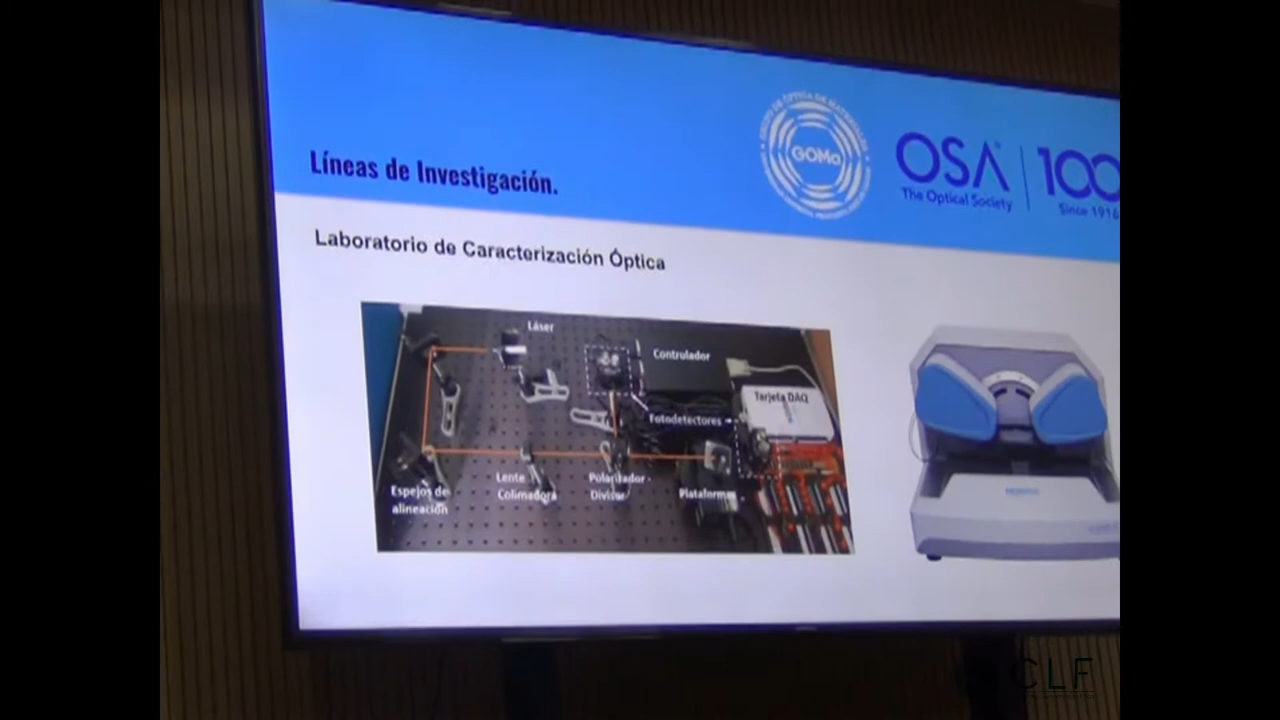 GOMa
OSA
The Optical Society
100
Since 1916
Líneas de Investigación.
Laboratorio de Caracterización Óptica
Láser
Controlador
Tarjeta DAQ
Fotodetectores
Lente
Colimadora
Polarizador -
Divisor
Plataforma
Espejos de
alineación
CLF